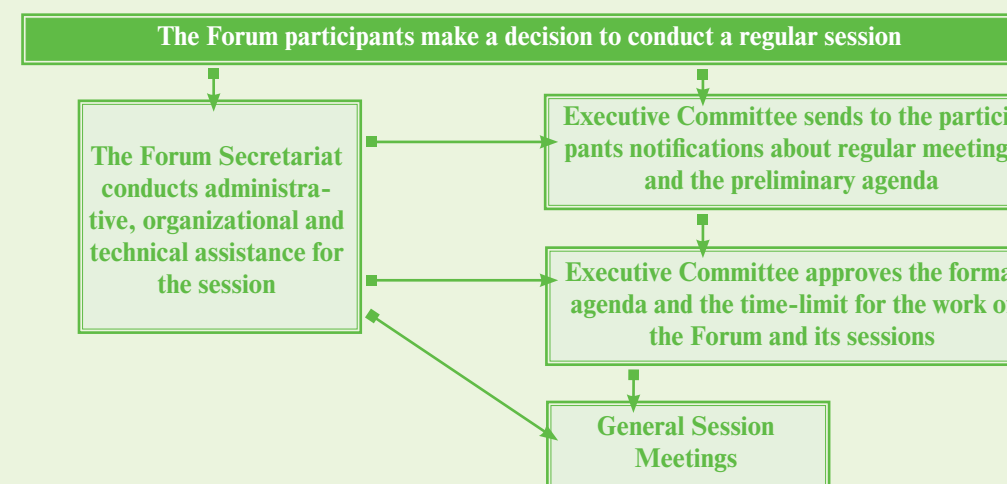 The Forum participants make a decision to conduct a regular session
The Forum Secretariat
conducts administra-
tive, organizational and
technical assistance for
the session
Executive Committee sends to the partici
pants notifications about regular meeting
and the preliminary agenda
Executive Committee approves the forma
agenda and the time-limit for the work o
the Forum and its sessions
General Session
Meetings